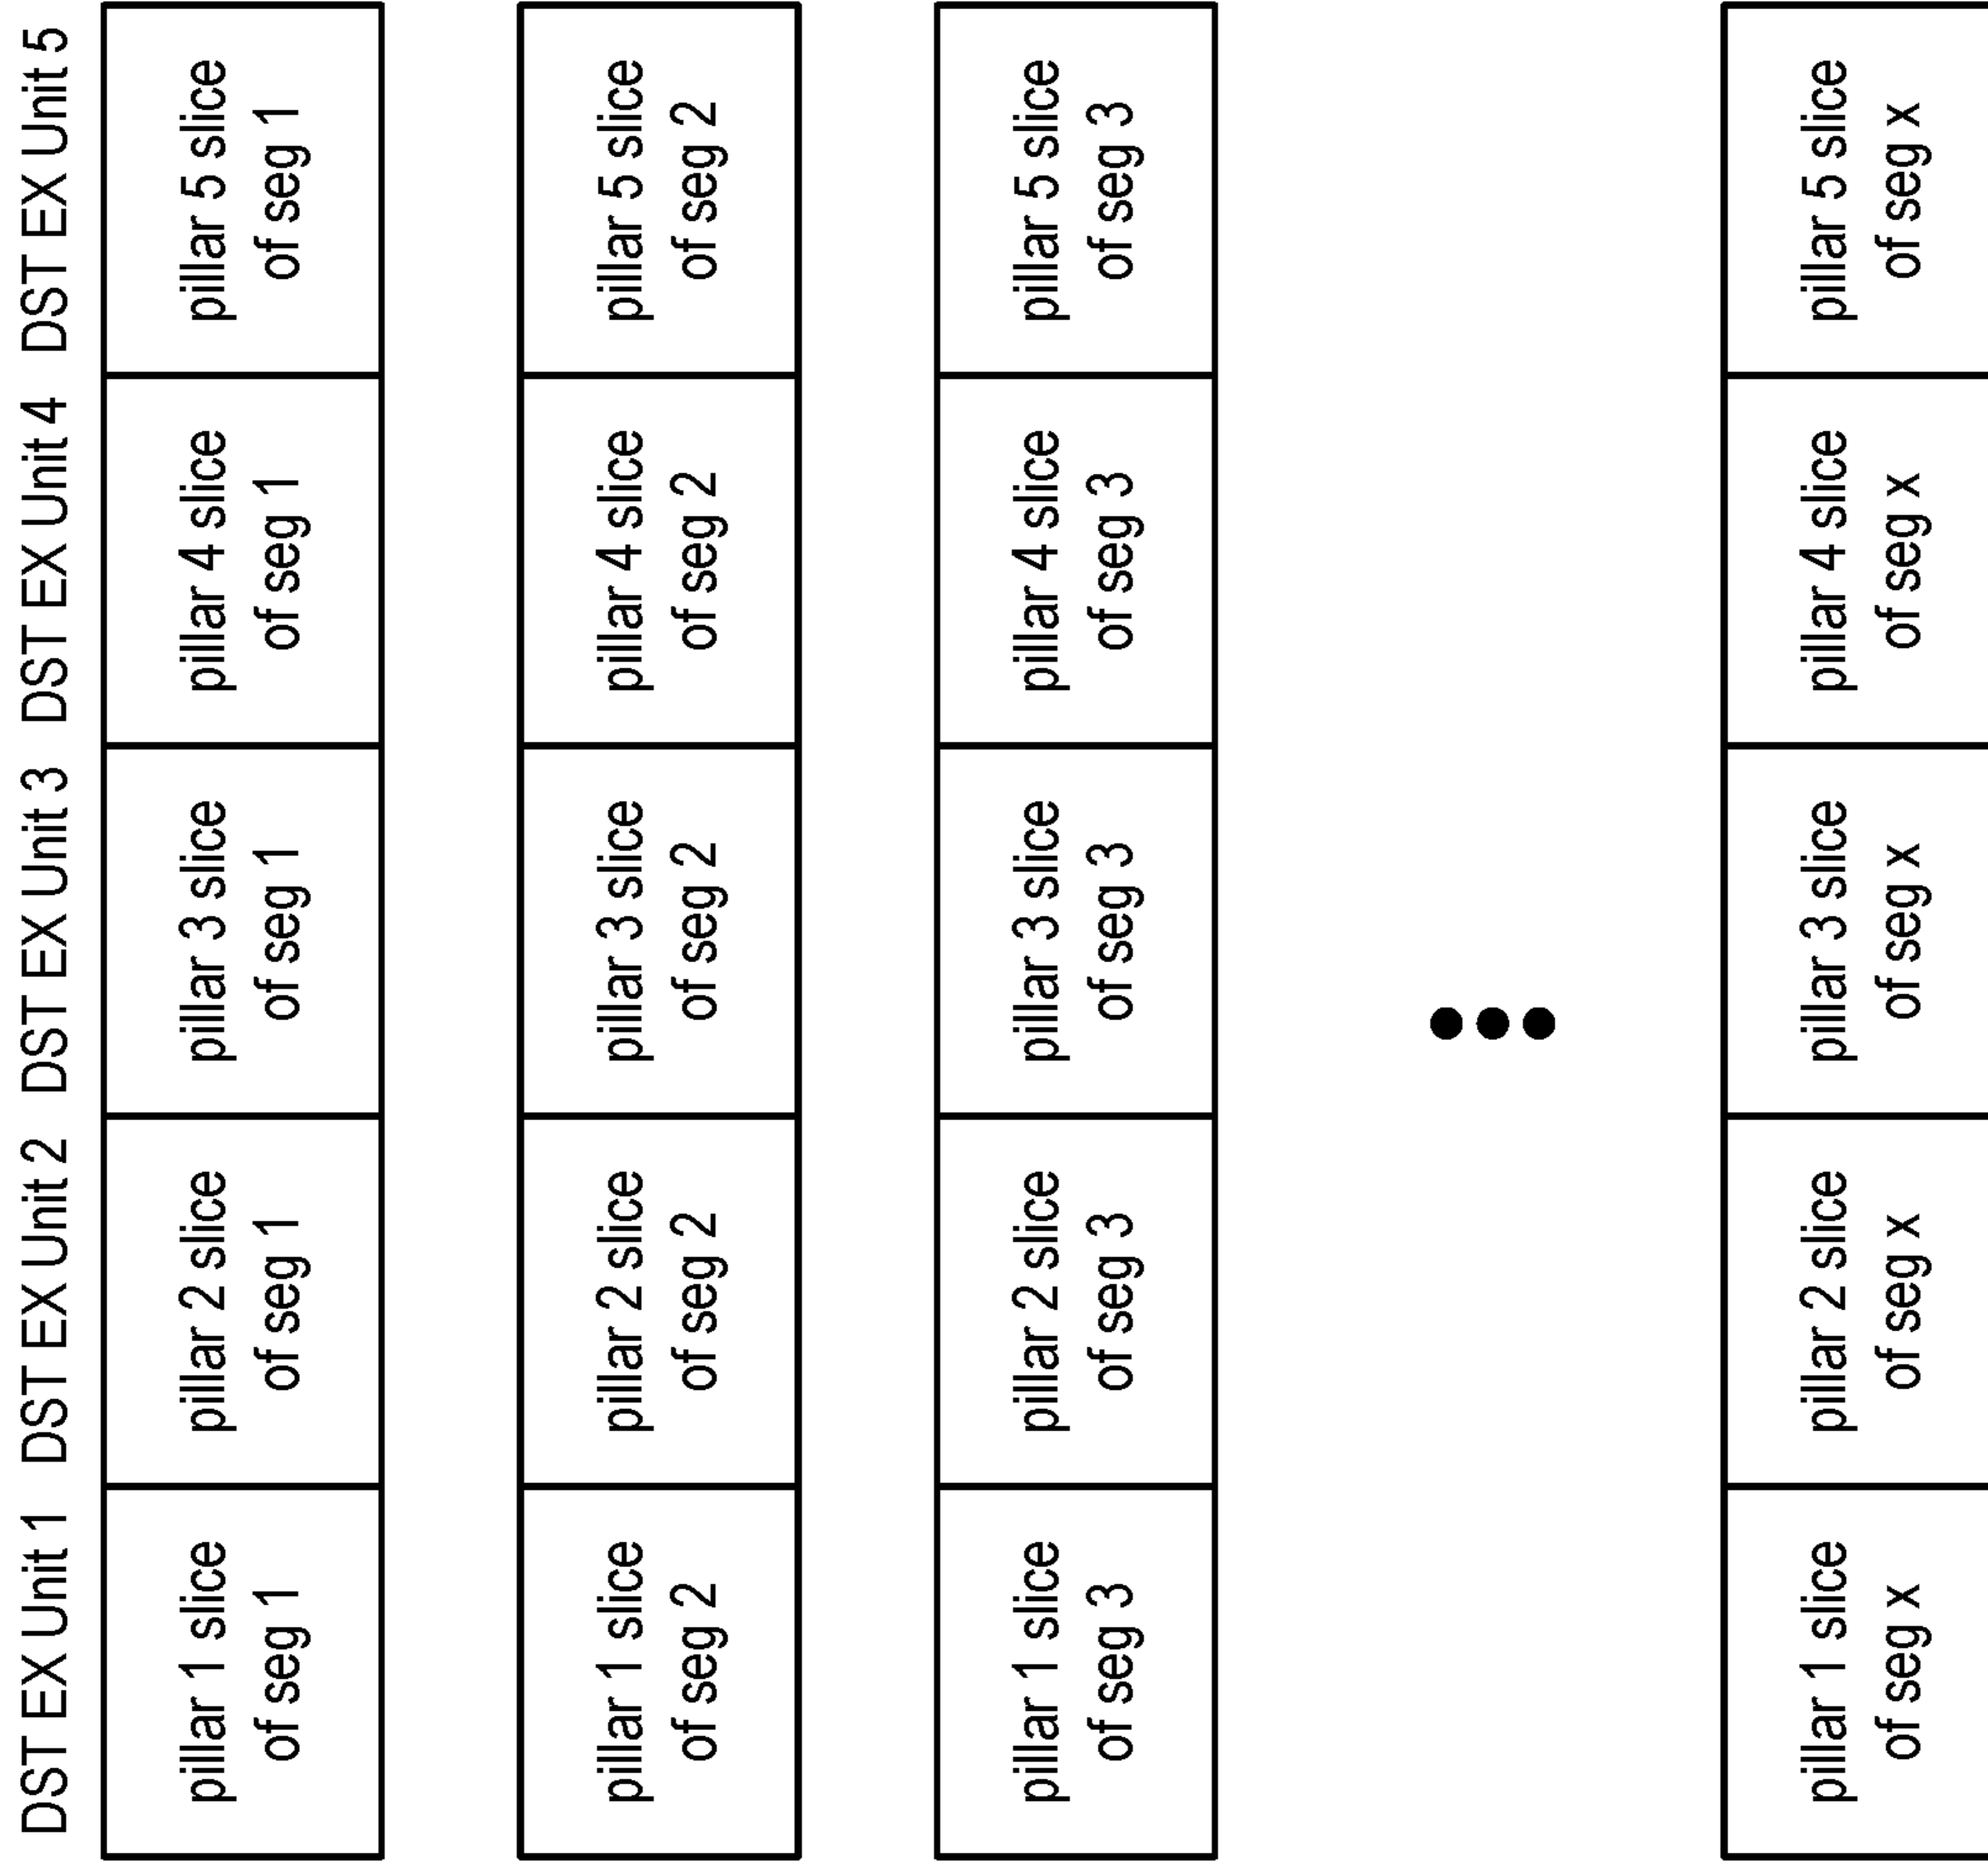 DST EX Unit 1 DST EX Unit 2 DST EX Unit 3 DST EX Unit 4 DST EX Unit 5
pillar 1 slice
of seg 1
pillar 2 slice
of seg 1
pillar 3 slice
of seg 1
pillar 4 slice
of seg 1
pillar 5 slice
of seg 1
pillar 1 slice
of seg 2
pillar 2 slice
of seg 2
pillar 3 slice
of seg 2
pillar 4 slice
of seg 2
pillar 5 slice
of seg 2
pillar 1 slice
of seg 3
pillar 2 slice
of seg 3
pillar 3 slice
of seg 3
pillar 4 slice
of seg 3
pillar 5 slice
of seg 3
pillar 1 slice
of seg x
pillar 2 slice
of seg x
pillar 3 slice
of seg x
pillar 4 slice
of seg x
pillar 5 slice
of seg x